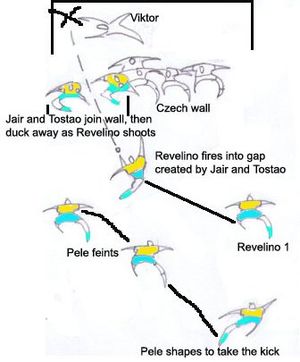 Viktor
Czech wall
Jair and Tostao join wall, then
duck away as Revelino shoots
Revelino fires into gap
created by Jair and Tostao
Revelino 1
Pele feints
Pele shapes to take the kick